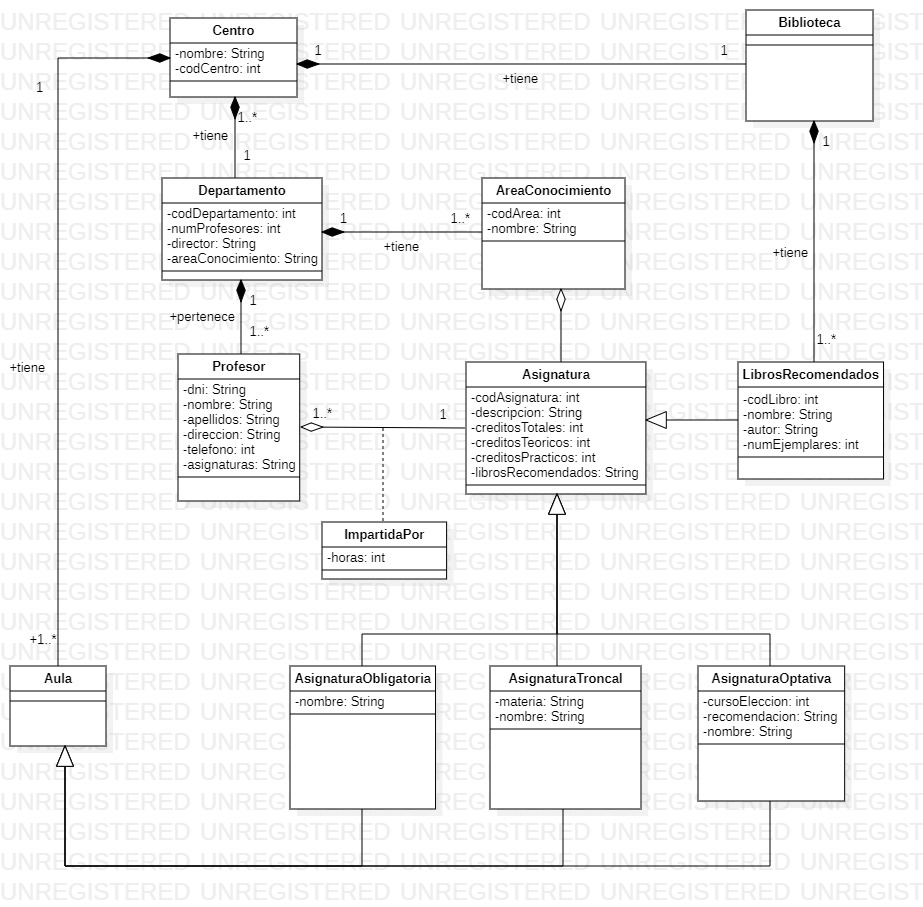 Centro
-nombre: String
-codCentro: int
Biblioteca
1
1
+tiene
1
1..*
+tiene
1
1
+tiene
Departamento
-codDepartamento: int
-numProfesores: int
-director: String
-areaConocimiento: String
1
1..*
+tiene
AreaConocimiento
-codArea: int
-nombre: String
1
+pertenece
1..*
1..*
+tiene
Profesor
-dni: String
-nombre: String
-apellidos: String
-direccion: String
-telefono: int
-asignaturas: String
1..*
1
Asignatura
-codAsignatura: int
-descripcion: String
-creditosTotales: int
-creditosTeoricos: int
-creditosPracticos: int
-librosRecomendados: String
LibrosRecomendados
-codLibro: int
-nombre: String
-autor: String
-numEjemplares: int
ImpartidaPor
-horas: int
+1..*
Aula
AsignaturaObligatoria
-nombre: String
AsignaturaTroncal
-materia: String
-nombre: String
AsignaturaOptativa
-cursoEleccion: int
-recomendacion: String
-nombre: String
UNREGISTERED